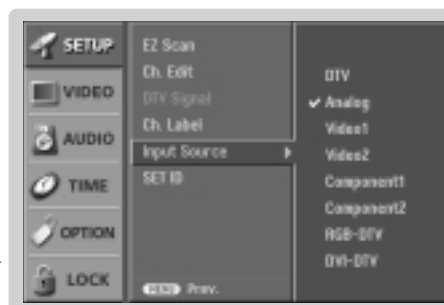 SETUP
VIDEO
AUDIO
TIME
OPTION
LOCK
EZ Scan
Ch. Edit
DTV Signal
Ch. Label
Input Source
SET ID
MENU Prev.
DTV
Analog
Video1
Video2
Component1
Component2
RGB-DTV
DVI-DTV